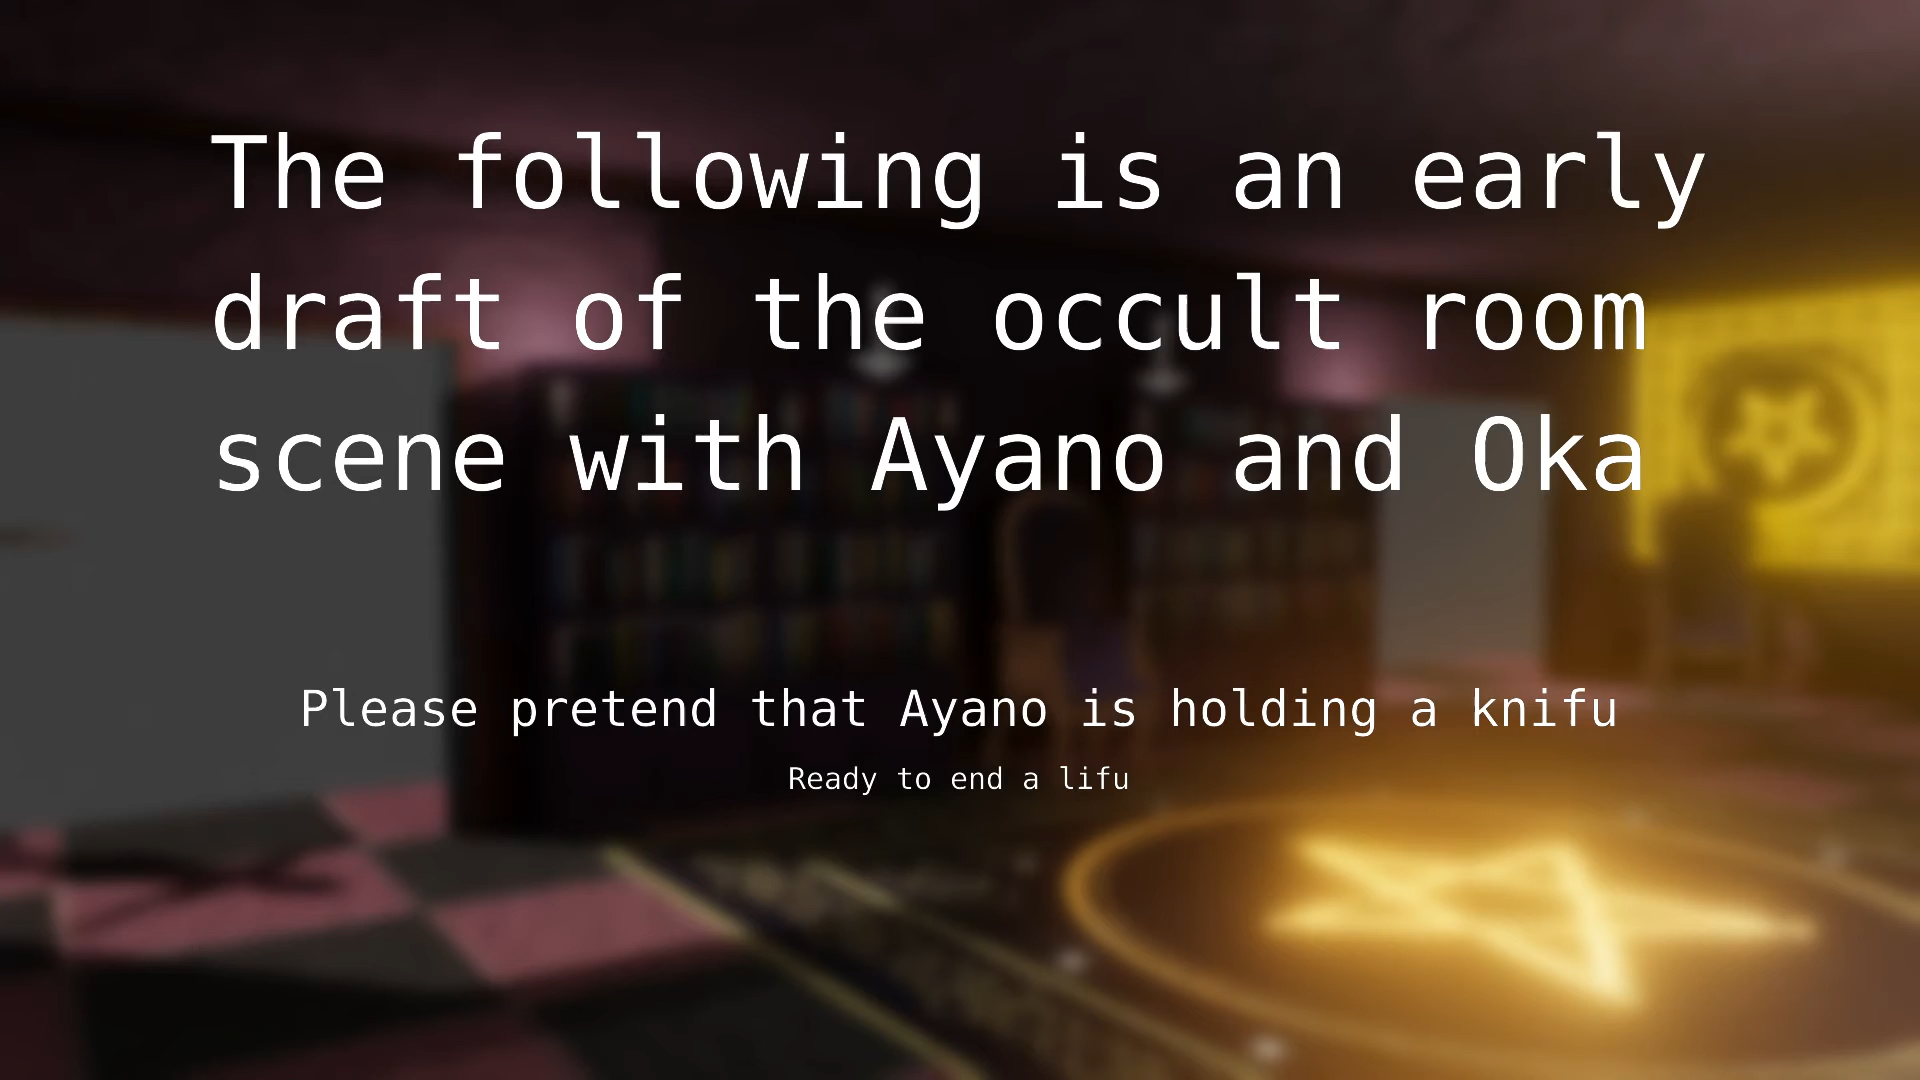 The following is an early
draft of the occult room
scene with Ayano and Oka
Please pretend that Ayano is holding a knifu
Ready to end a lifu